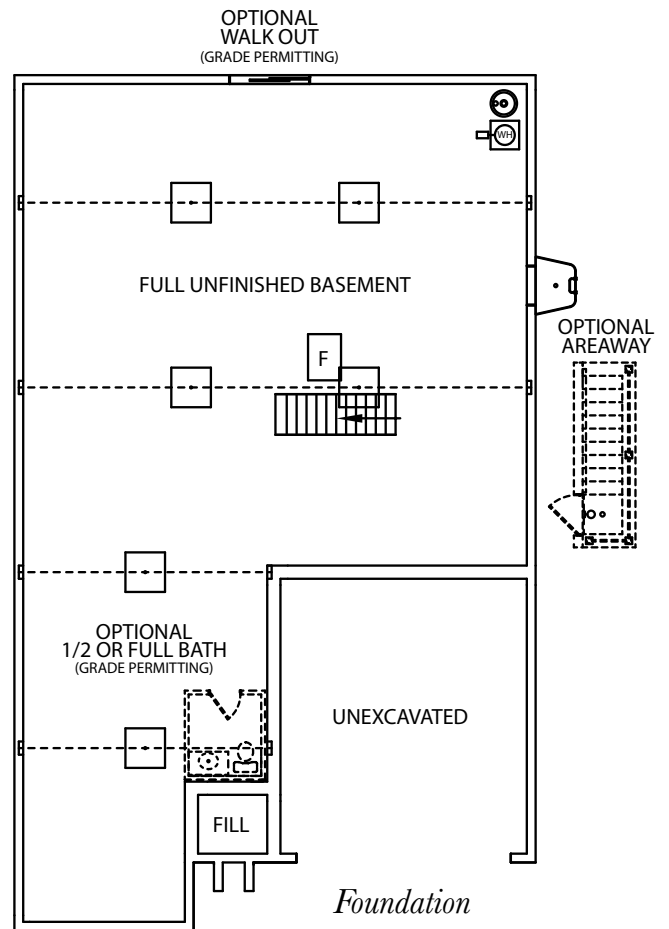 OPTIONAL
WALK OUT
(GRADE PERMITTING)
WH
FULL UNFINISHED BASEMENT
OPTIONAL
AREAWAY
F
OPTIONAL
1/2 OR FULL BATH
(GRADE PERMITTING)
UNEXCAVATED
FILL
Foundation